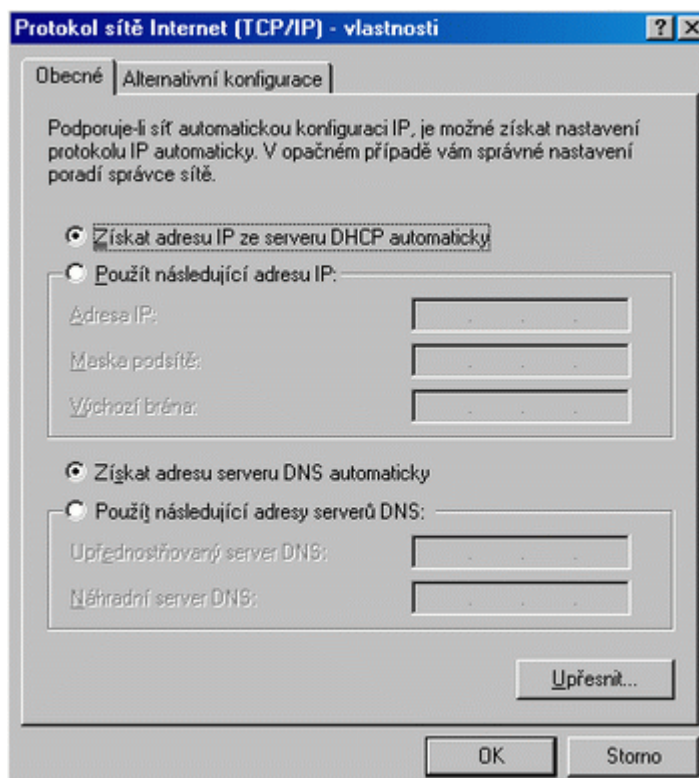 Protokol sítě Internet (TCP/IP) - vlastnosti
Obecné
Alternativní konfigurace
Podporuje-li síť automatickou konfiguraci IP, je možné získat nastavení
protokolu IP automaticky. V opačném případě vám správné nastavení
poradí správce sítě.
Získat adresu IP ze serveru DHCP automaticky
Použít následující adresu IP:
Adresa IP:
Maska podsítě:
Výchozí brána:
Získat adresu serveru DNS automaticky
Použít následující adresy serverů DNS:
Upřednostňovaný server DNS:
Náhradní server DNS:
Upřesnit...
OK
Storno